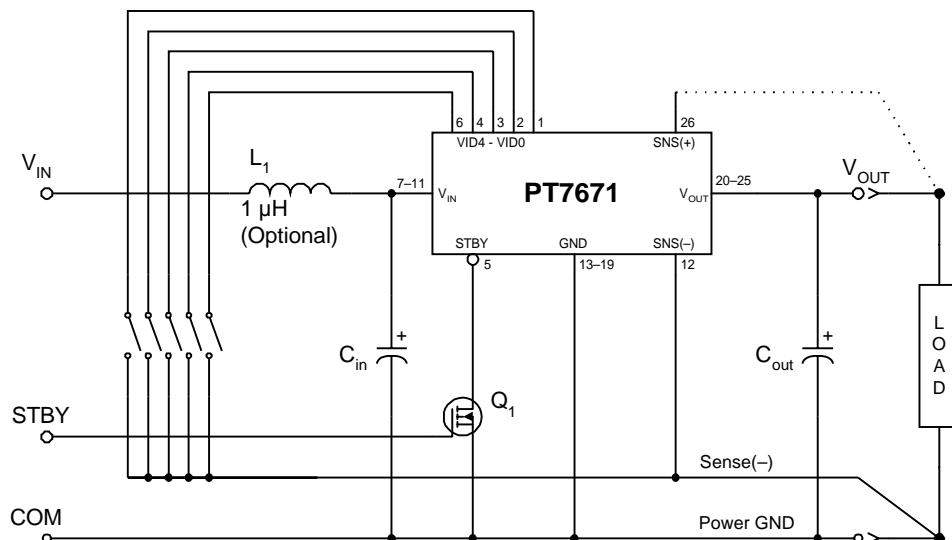 6 4 3 2 1
26
VID4 - VID0
SNS(+)
V_IN
L_1
7–11
V_IN
PT7671
20–25
V_OUT
V_OUT
1 µH
(Optional)
STBY
GND
SNS(–)
5
13–19
12
+
C_in
+
C_out
LOAD
Q_1
STBY
Sense(–)
COM
Power GND